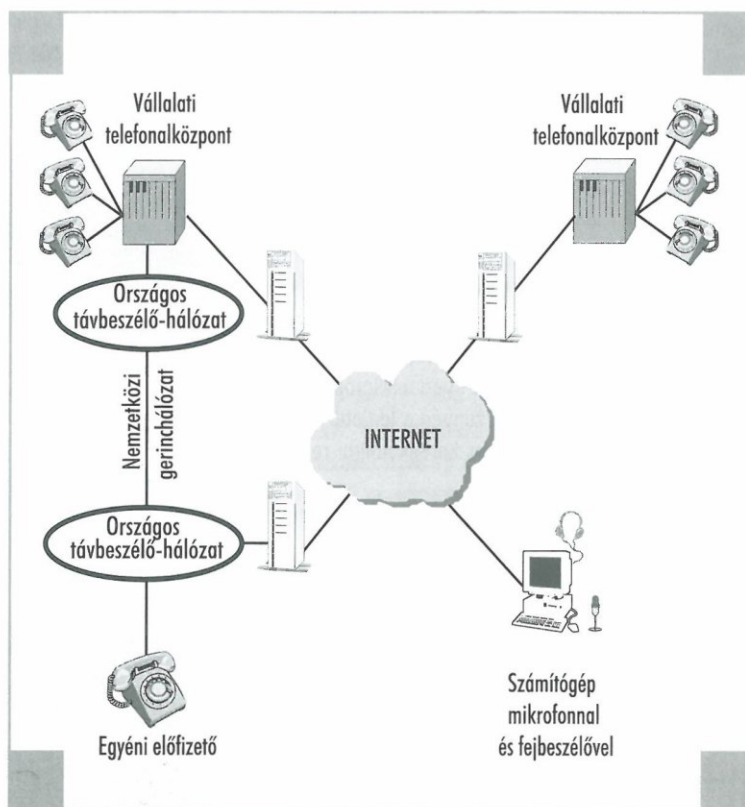 Vállalati
telefonalközpont
Vállalati
telefonalközpont
Országos
távbeszélő-hálózat
Nemzetközi
gerinchálózat
INTERNET
Országos
távbeszélő-hálózat
Egyéni előfizető
Számítógép
mikrofonnal
és fejbeszélővel